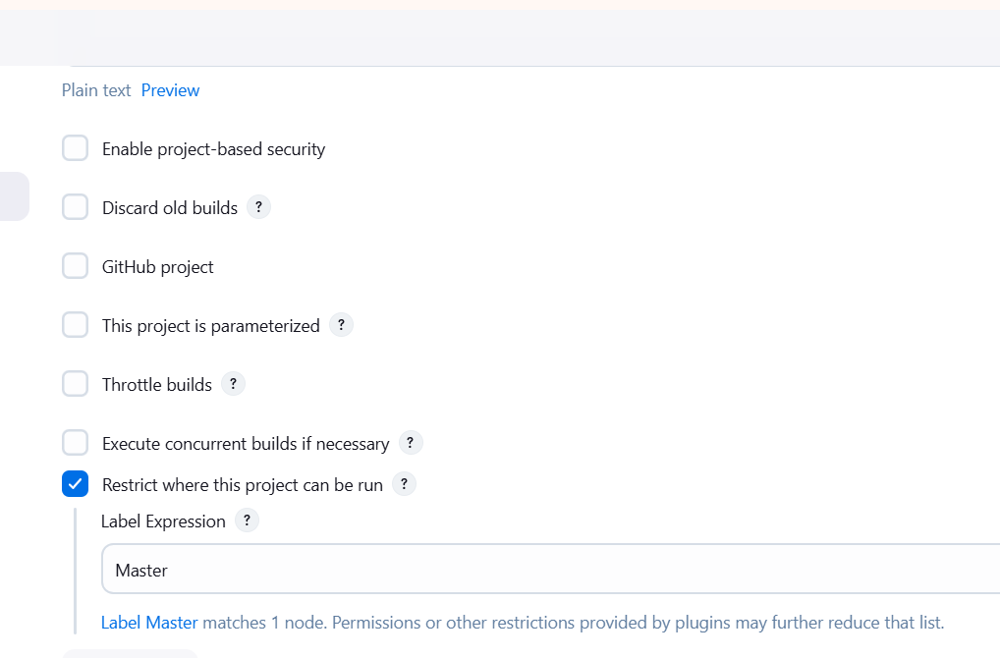 Plain text Preview
Enable project-based security
Discard old builds ?
GitHub project
This project is parameterized ?
Throttle builds ?
Execute concurrent builds if necessary ?
Restrict where this project can be run ?
Label Expression ?
Master
Label Master matches 1 node. Permissions or other restrictions provided by plugins may further reduce that list.